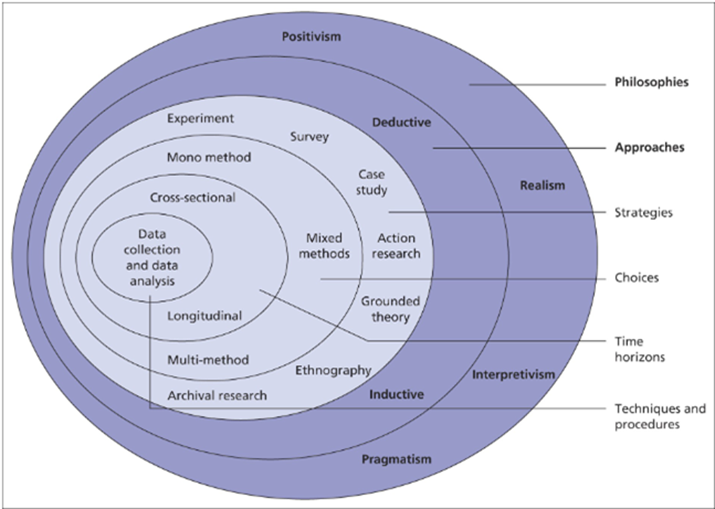 Positivism
Philosophies
Experiment
Deductive
Survey
Approaches
Mono method
Case
study
Realism
Cross-sectional
Strategies
Data
collection
and data
analysis
Mixed
methods
Action
research
Choices
Grounded
theory
Longitudinal
Time
horizons
Multi-method
Ethnography
Interpretivism
Archival research
Inductive
Techniques and
procedures
Pragmatism